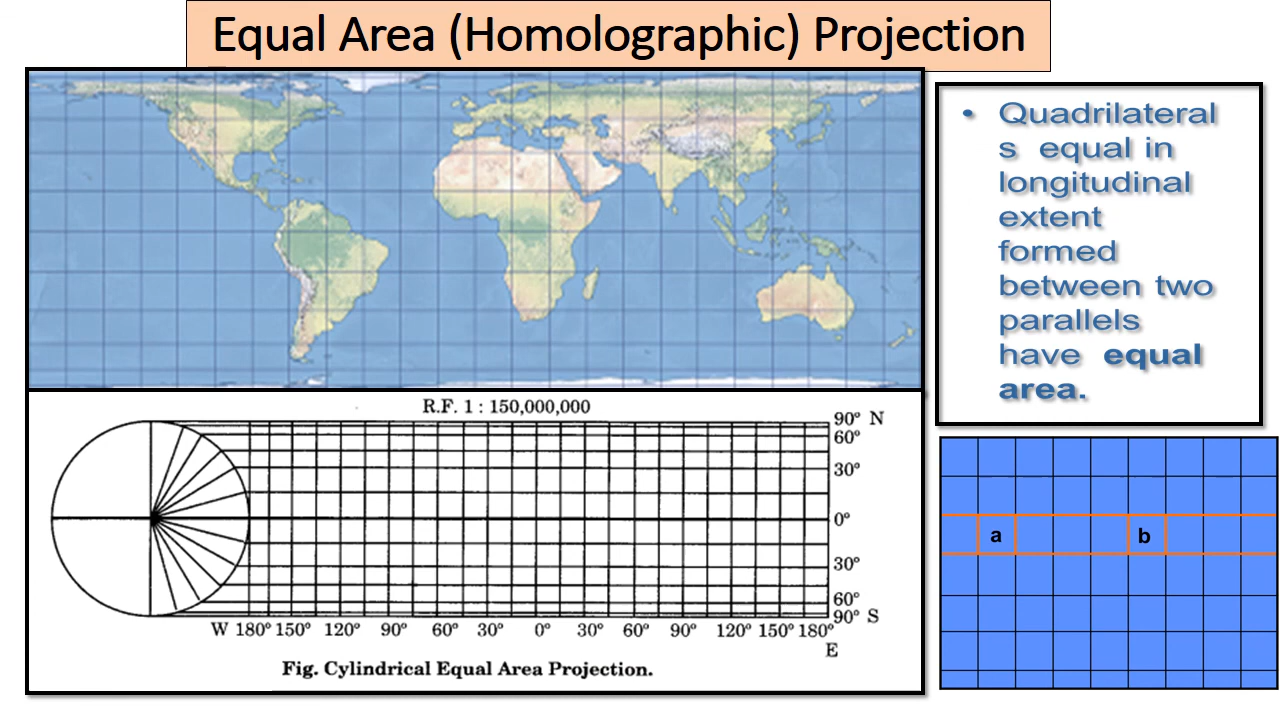 Equal Area (Homolographic) Projection
• Quadrilateral
s equal in
longitudinal
extent
formed
between two
parallels
have equal
area.
R.F. 1 : 150,000,000
90° N
60°
30°
0°
30°
60°
90° S
W 180° 150° 120° 90° 60° 30° 0° 30° 60° 90° 120° 150° 180°
E
Fig. Cylindrical Equal Area Projection.
a b